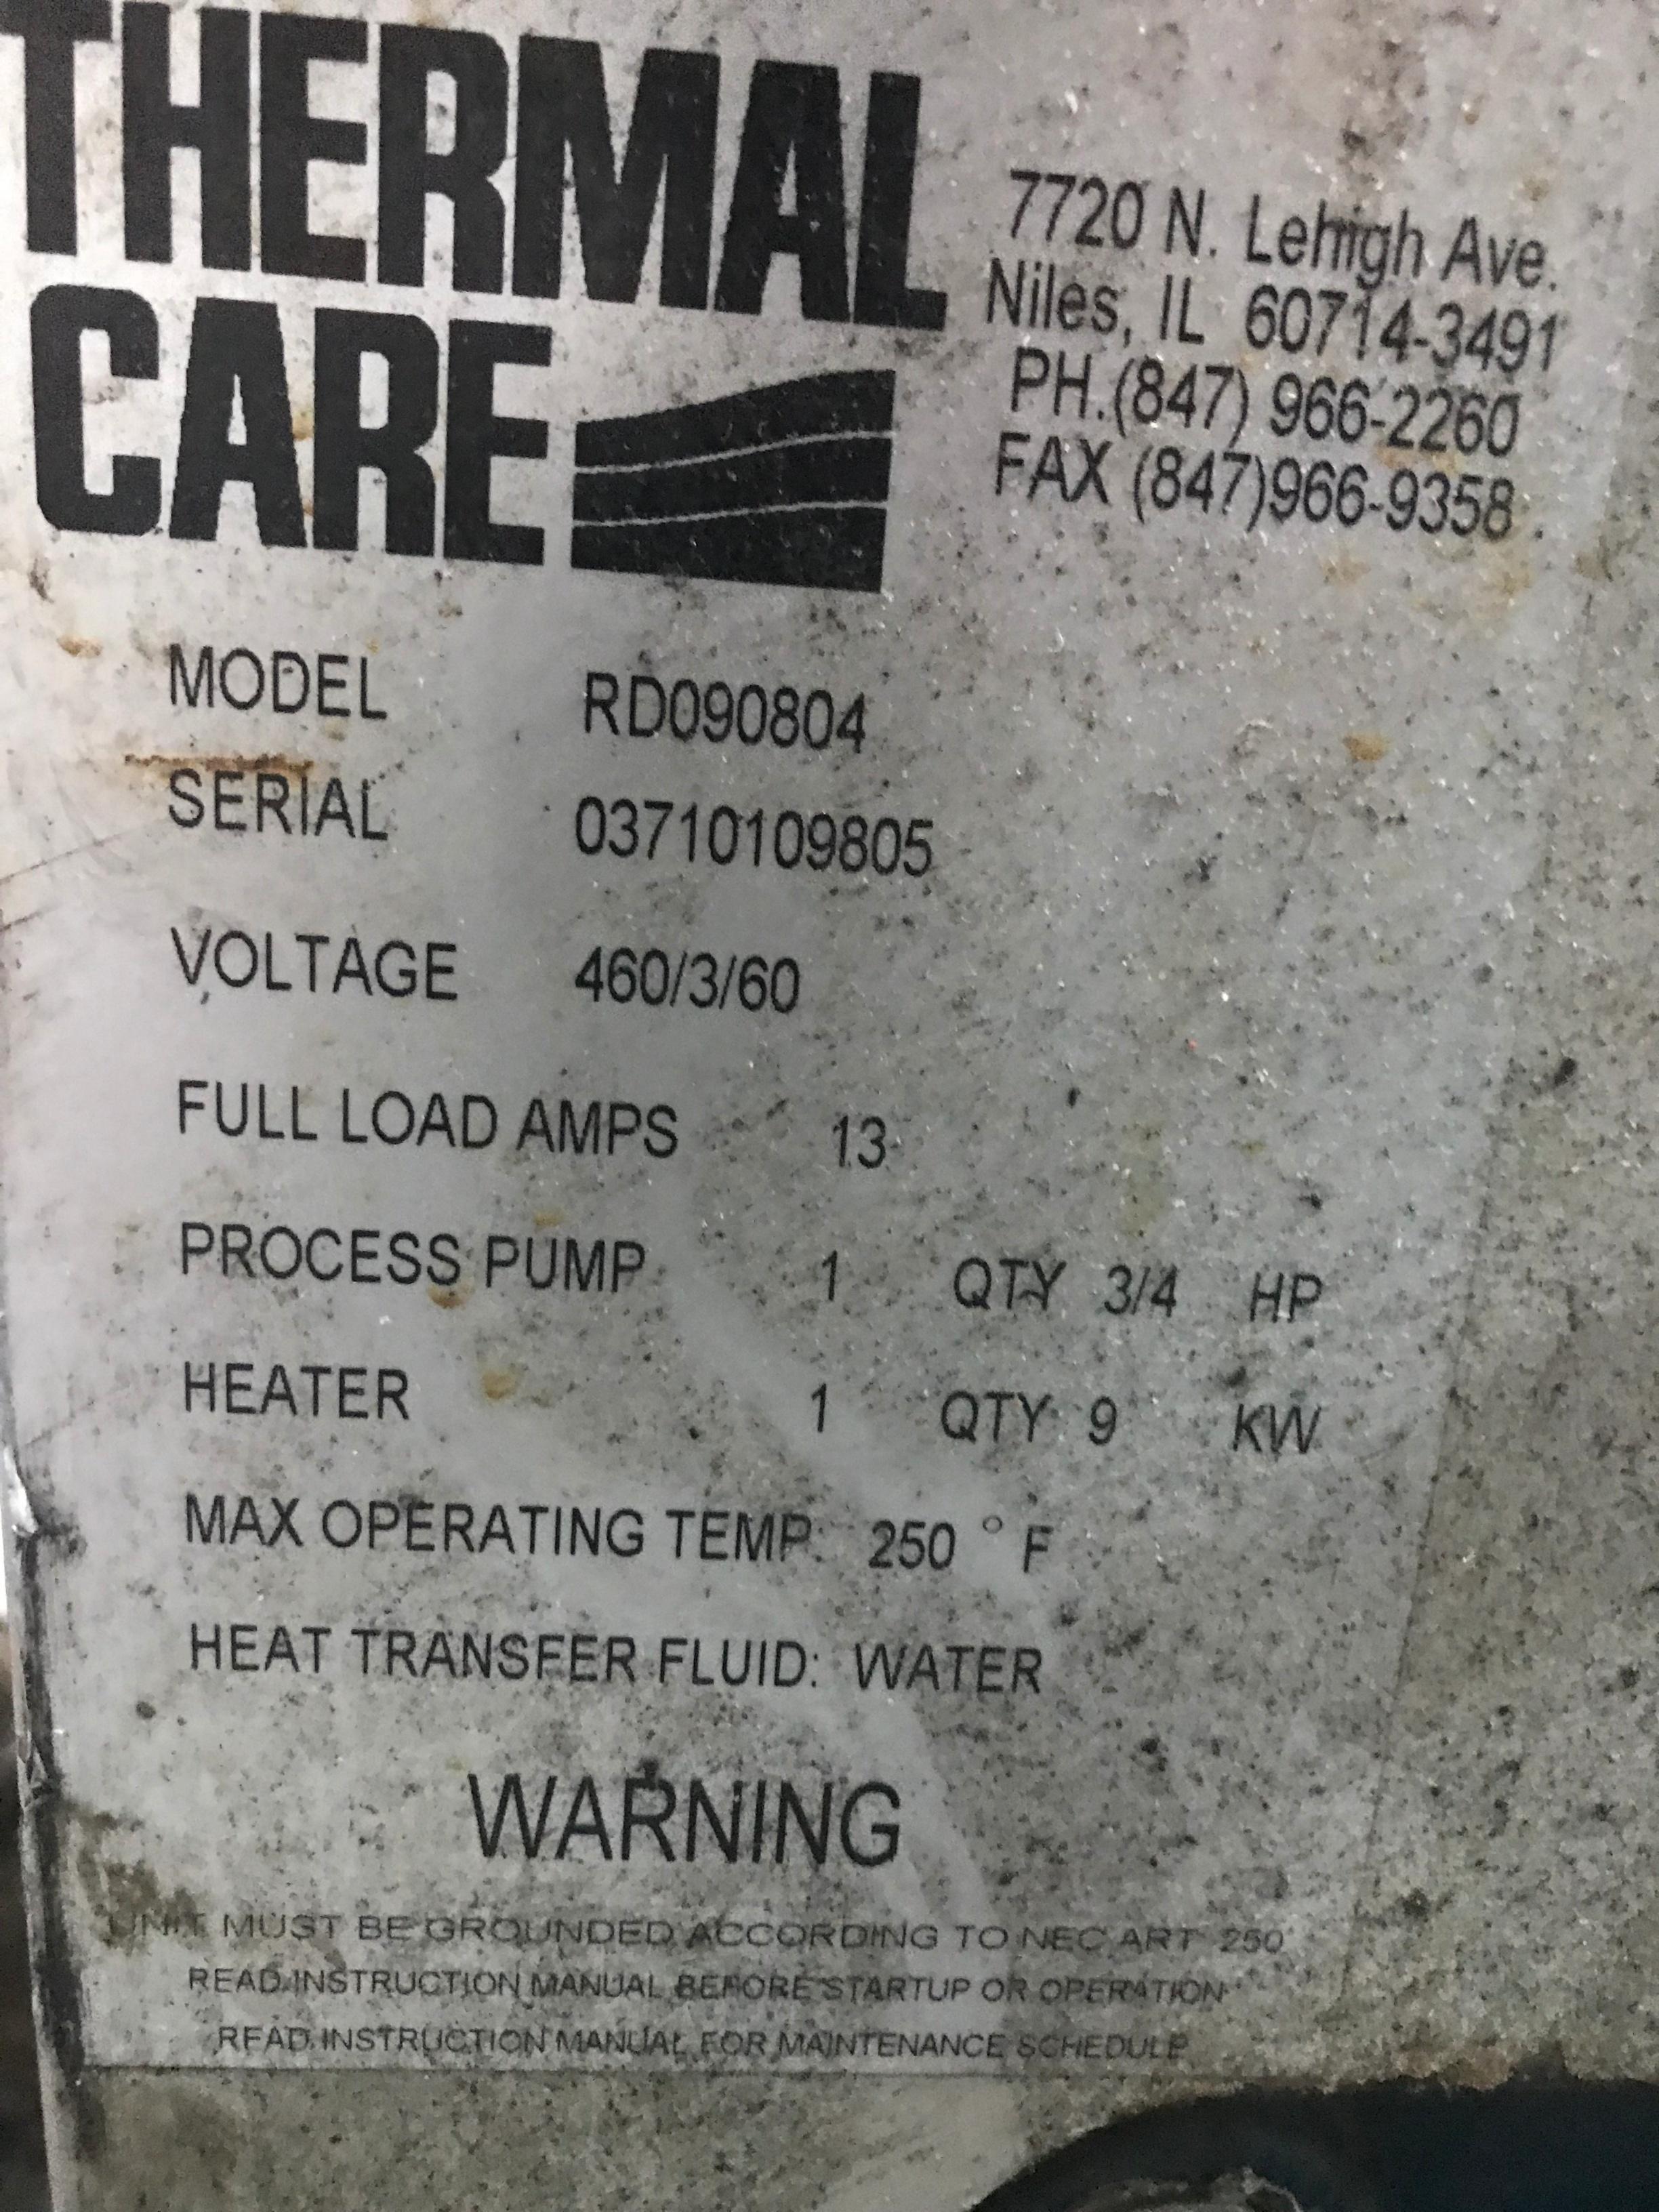 THERMAL
CARE
7720 N. Lehigh Ave.
Niles, IL 60714-3491
PH.(847) 966-2260
FAX (847)966-9358
MODEL RD090804
SERIAL 03710109805
VOLTAGE 460/3/60
FULL LOAD AMPS 13
PROCESS PUMP 1 QTY 3/4 HP
HEATER 1 QTY 9 KW
MAX OPERATING TEMP: 250 ° F
HEAT TRANSFER FLUID: WATER
WARNING
UNIT MUST BE GROUNDED ACCORDING TO NEC ART 250
READ INSTRUCTION MANUAL BEFORE STARTUP OR OPERATION
READ INSTRUCTION MANUAL FOR MAINTENANCE SCHEDULE